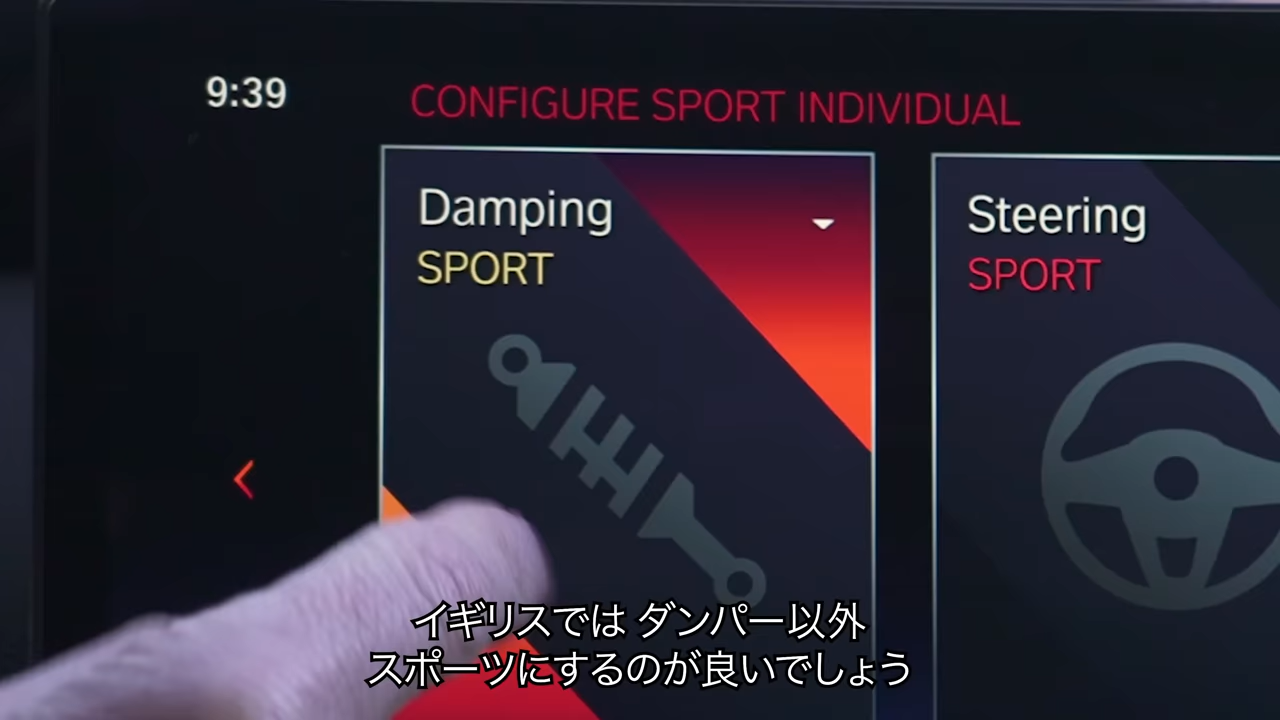 9:39
CONFIGURE SPORT INDIVIDUAL
Damping
SPORT
Steering
SPORT
イギリスでは ダンパー以外
スポーツにするのが良いでしょう